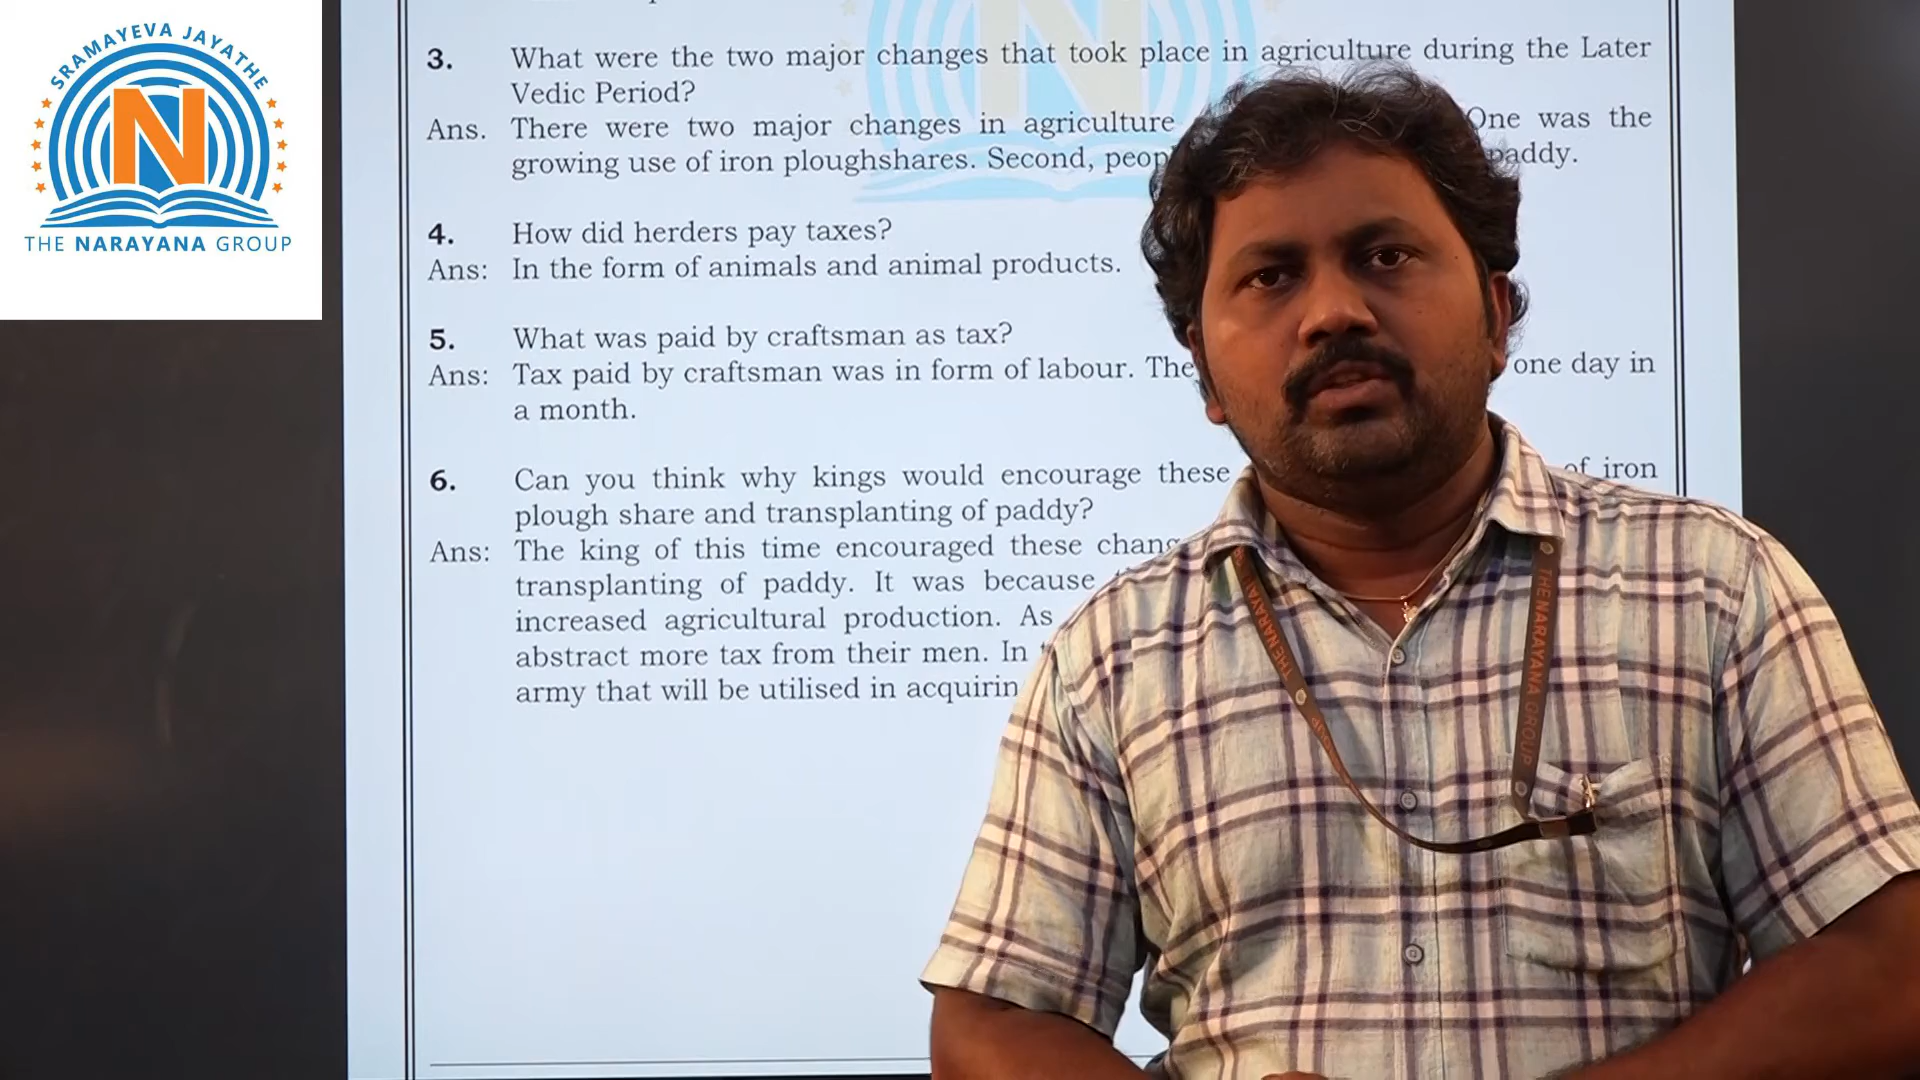 SRAMAYEVA JAYATHE
N
THE NARAYANA GROUP
3. What were the two major changes that took place in agriculture during the Later
Vedic Period?
Ans. There were two major changes in agriculture One was the
growing use of iron ploughshares. Second, paddy.
4. How did herders pay taxes?
Ans: In the form of animals and animal products.
5. What was paid by craftsman as tax?
Ans: Tax paid by craftsman was in form of labour. one day in
a month.
6. Can you think why kings would encourage these of iron
plough share and transplanting of paddy?
Ans: The king of this time encouraged these
transplanting of paddy. It was because
increased agricultural production. As
abstract more tax from their men. In
army that will be utilised in
THE NARAYANA GROUP